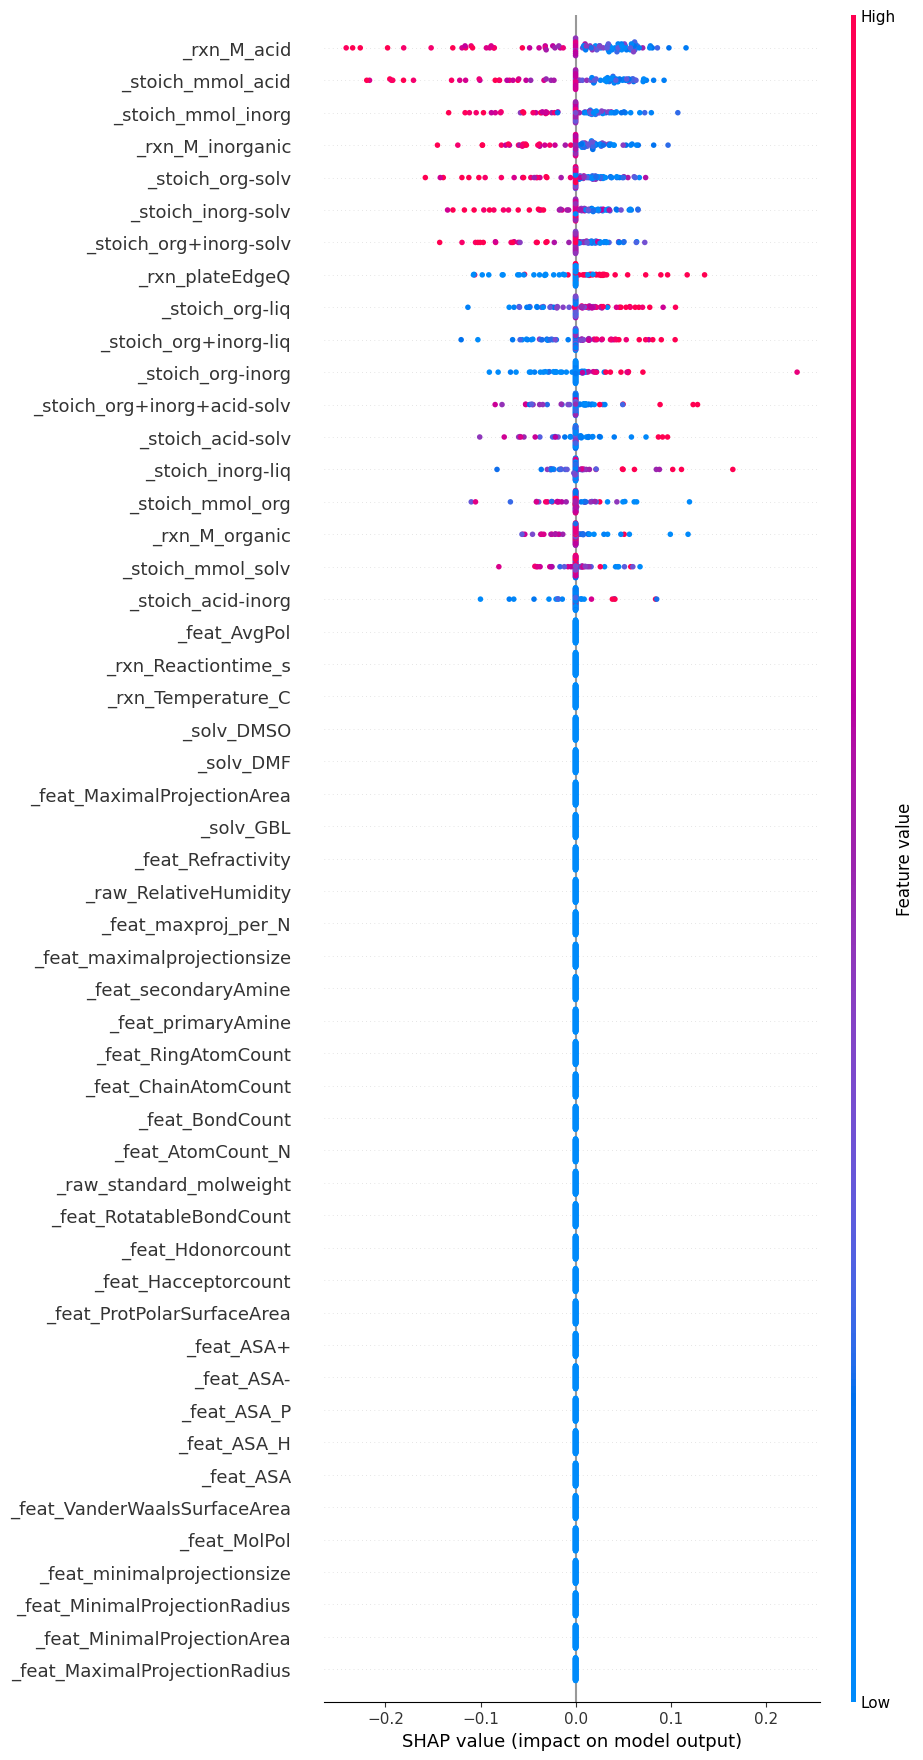 High
_rxn_M_acid
_stoich_mmol_acid
_stoich_mmol_inorg
_rxn_M_inorganic
_stoich_org-solv
_stoich_inorg-solv
_stoich_org+inorg-solv
_rxn_plateEdgeQ
_stoich_org-liq
_stoich_org+inorg-liq
_stoich_org-inorg
_stoich_org+inorg+acid-solv
_stoich_acid-solv
_stoich_inorg-liq
_stoich_mmol_org
_rxn_M_organic
_stoich_mmol_solv
_stoich_acid-inorg
_feat_AvgPol
_rxn_Reactiontime_s
_rxn_Temperature_C
_solv_DMSO
_solv_DMF
_feat_MaximalProjectionArea
_solv_GBL
_feat_Refractivity
_raw_RelativeHumidity
_feat_maxproj_per_N
_feat_maximalprojectionsize
_feat_secondaryAmine
_feat_primaryAmine
_feat_RingAtomCount
_feat_ChainAtomCount
_feat_BondCount
_feat_AtomCount_N
_raw_standard_molweight
_feat_RotatableBondCount
_feat_Hdonorcount
_feat_Hacceptorcount
_feat_ProtPolarSurfaceArea
_feat_ASA+
_feat_ASA-
_feat_ASA_P
_feat_ASA_H
_feat_ASA
_feat_VanderWaalsSurfaceArea
_feat_MolPol
_feat_minimalprojectionsize
_feat_MinimalProjectionRadius
_feat_MinimalProjectionArea
_feat_MaximalProjectionRadius
Feature value
Low
−0.2 −0.1 0.0 0.1 0.2
SHAP value (impact on model output)